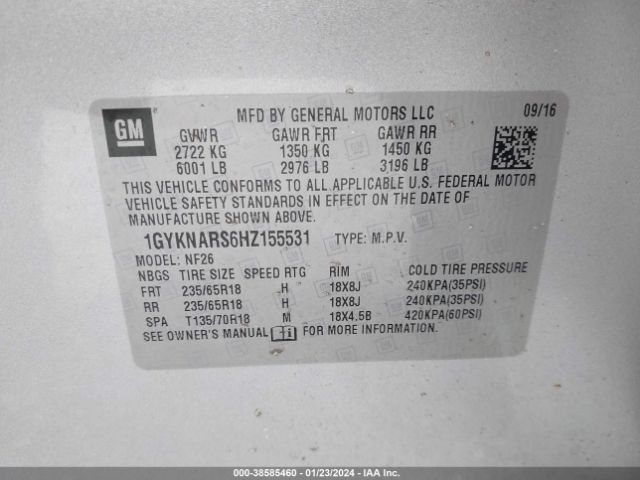 GM
MFD BY GENERAL MOTORS LLC 09/16
GVWR GAWR FRT GAWR RR
2722 KG 1350 KG 1450 KG
6001 LB 2976 LB 3196 LB
THIS VEHICLE CONFORMS TO ALL APPLICABLE U.S. FEDERAL MOTOR
VEHICLE SAFETY STANDARDS IN EFFECT ON THE DATE OF
MANUFACTURE SHOWN ABOVE.
1GYKNARS6HZ155531 TYPE: M.P.V.
MODEL: NF26
NBGS TIRE SIZE SPEED RTG RIM COLD TIRE PRESSURE
FRT 235/65R18 H 18X8J 240KPA(35PSI)
RR 235/65R18 H 18X8J 240KPA(35PSI)
SPA T135/70R18 M 18X4.5B 420KPA(60PSI)
SEE OWNER'S MANUAL FOR MORE INFORMATION.
000-38585460 - 01/23/2024 - IAA Inc.